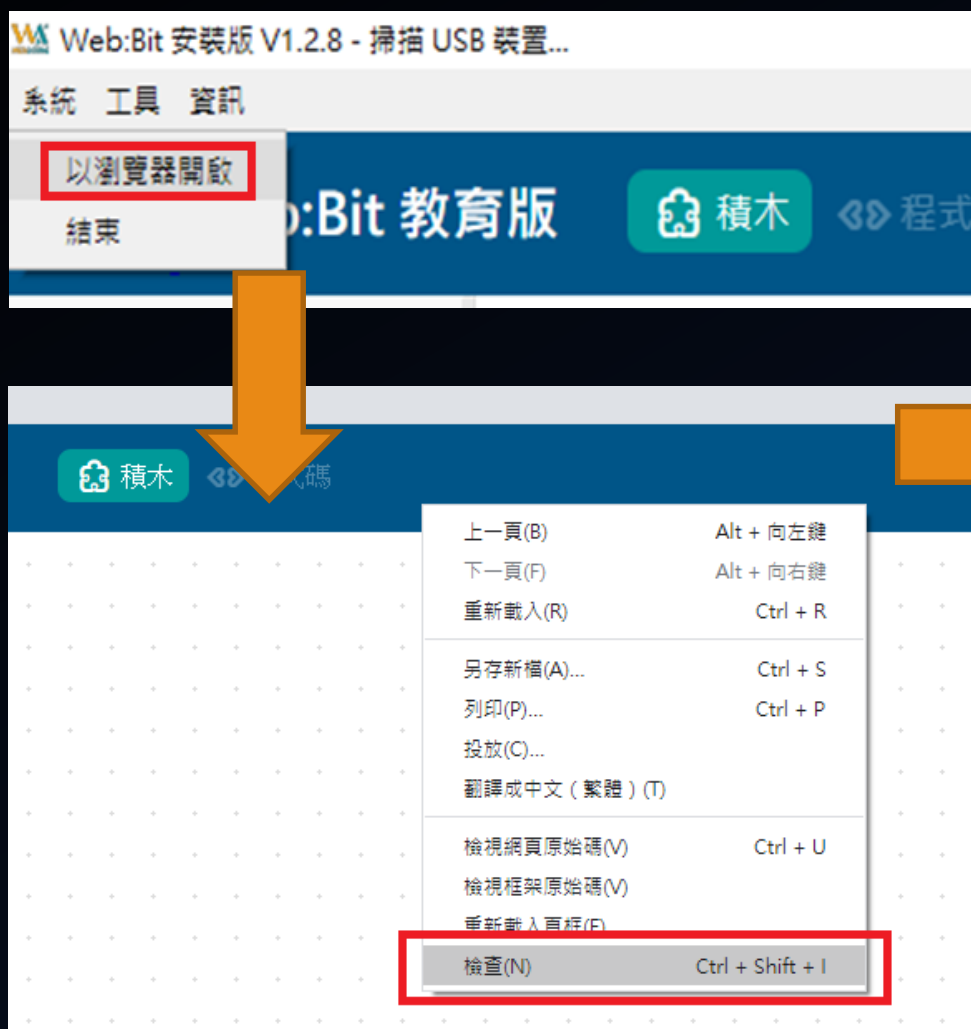 Web:Bit 安裝版 V1.2.8 - 掃描 USB 裝置...
系統 工具 資訊
以瀏覽器開啟
結束
:Bit 教育版
積木
程式
積木
碼
上一頁(B) Alt + 向左鍵
下一頁(F) Alt + 向右鍵
重新載入(R) Ctrl + R
另存新檔(A)... Ctrl + S
列印(P)... Ctrl + P
投放(C)...
翻譯成中文（繁體）(T)
檢視網頁原始碼(V) Ctrl + U
檢視框架原始碼(V)
重新載入頁框(F)
檢查(N) Ctrl + Shift + I